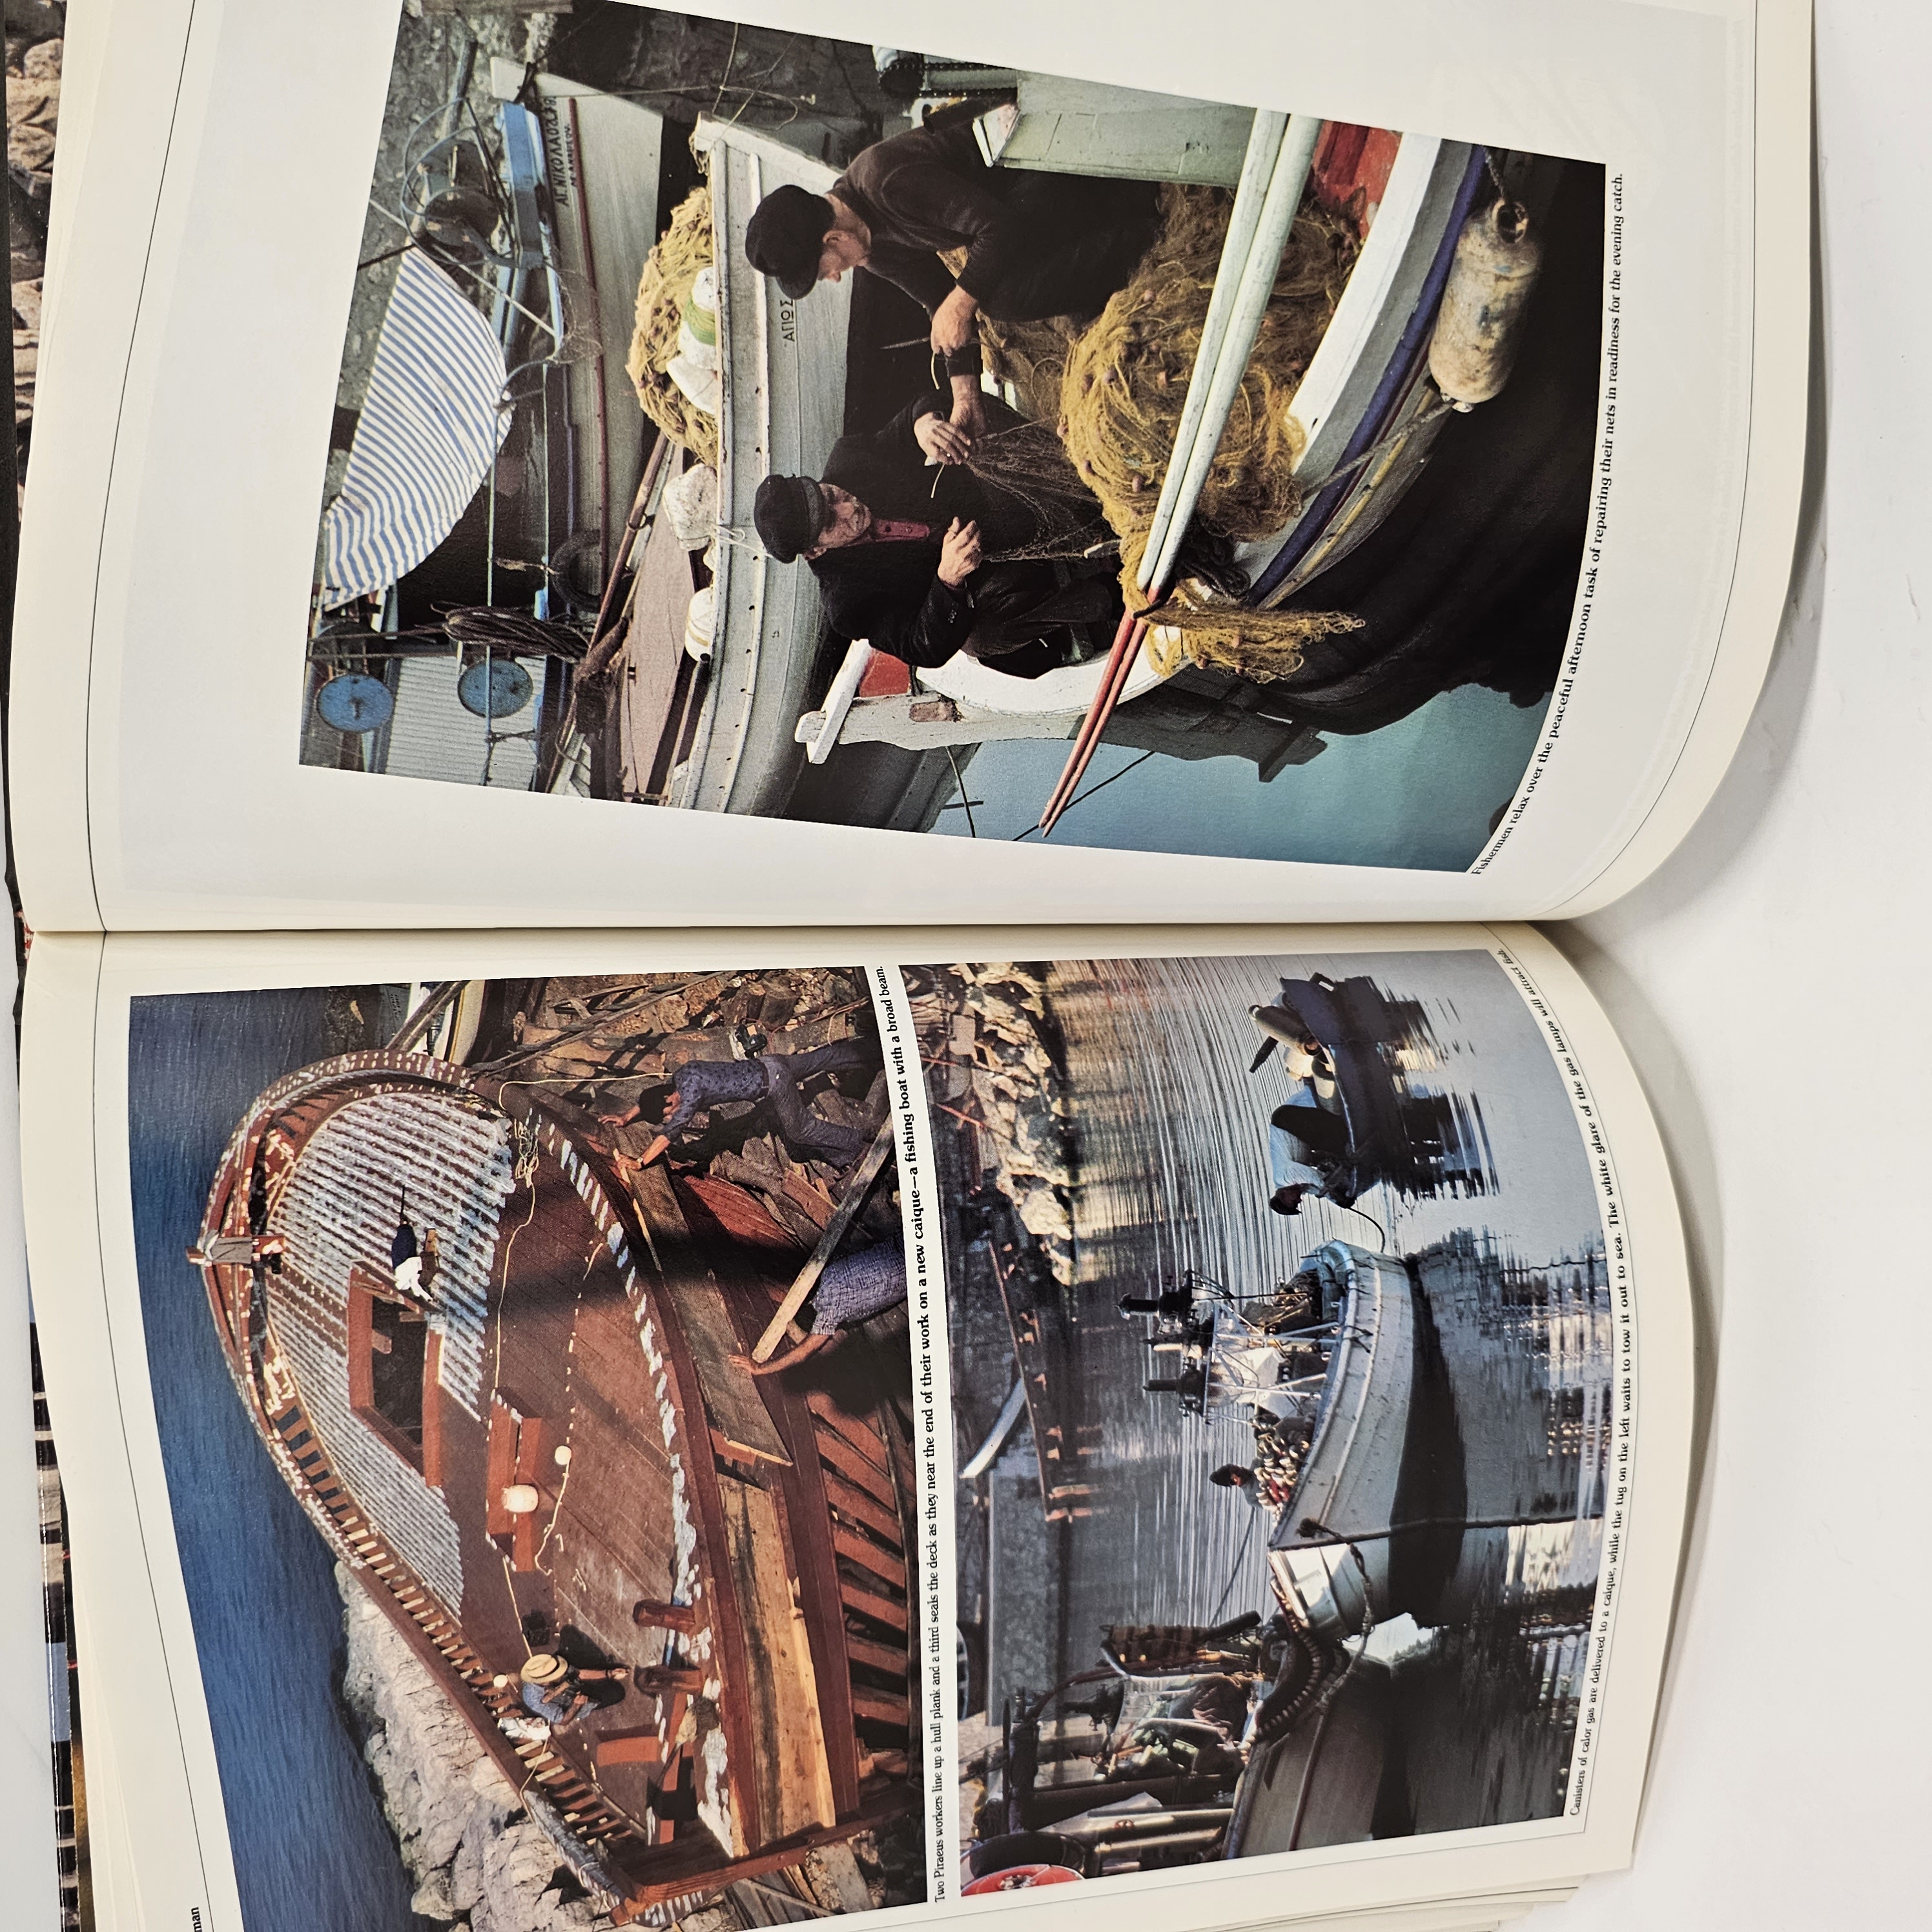 man
Two Piraeus workers line up a hull plank and a third seals the deck as they near the end of their work on a new caique—a fishing boat with a broad beam.
Canisters of calor gas are delivered to a caique, while the tug on the left waits to tow it out to sea. The white glare of the gas lamps will attract fish.
ΑΓ. ΝΙΚΟΛΑΟΣ
ΑΓΙΟΣ
Fishermen relax over the peaceful afternoon task of repairing their nets in readiness for the evening catch.